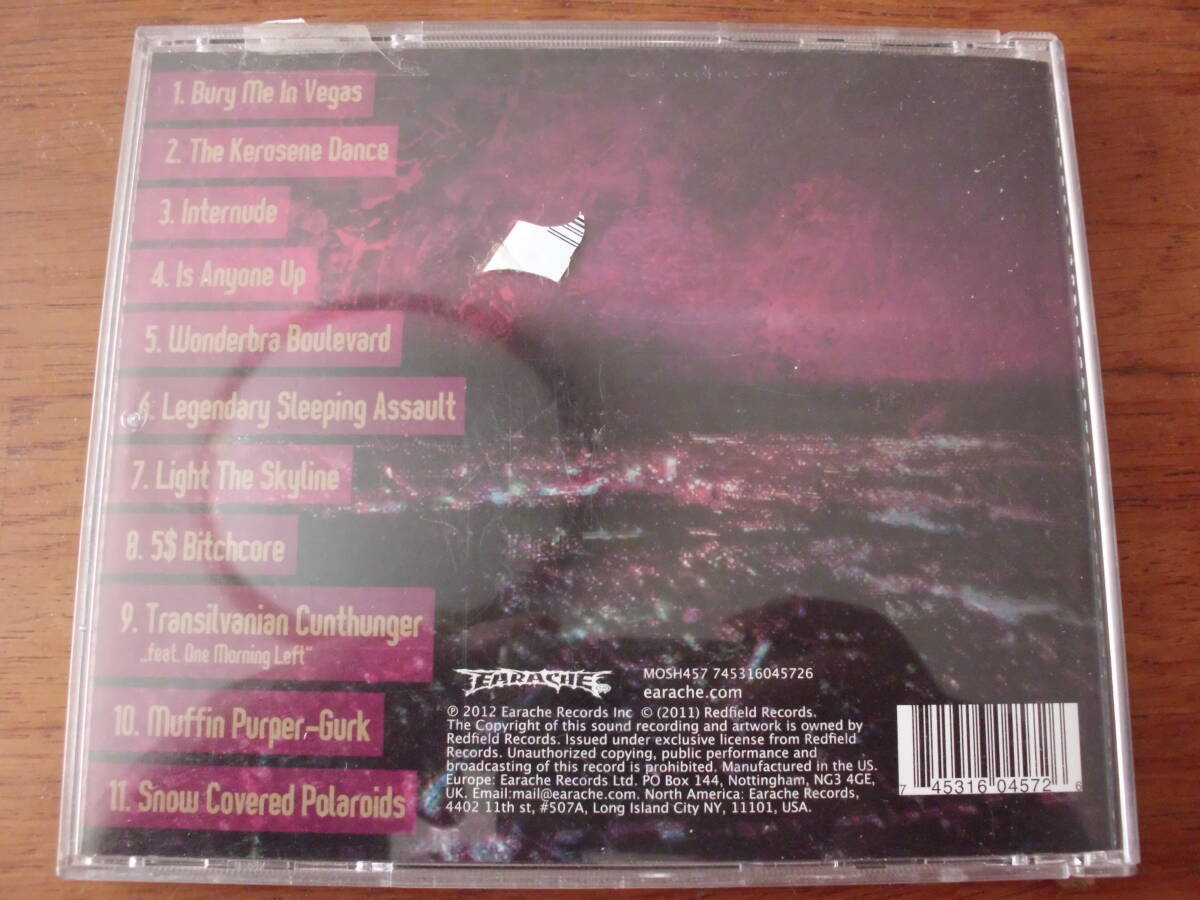 1. Bury Me In Vegas
2. The Kerosene Dance
3. Internude
4. Is Anyone Up
5. Wonderbra Boulevard
6. Legendary Sleeping Assault
7. Light The Skyline
8. 5$ Bitchcore
9. Transilvanian Cunthunger
„feat. One Morning Left"
10. Muffin Purper-Gurk
11. Snow Covered Polaroids
EARACHE
MOSH457 745316045726
earache.com
℗ 2012 Earache Records Inc © (2011) Redfield Records.
The Copyright of this sound recording and artwork is owned by
Redfield Records. Issued under exclusive license from Redfield
Records. Unauthorized copying, public performance and
broadcasting of this record is prohibited. Manufactured in the US.
Europe: Earache Records Ltd. PO Box 144, Nottingham, NG3 4GE,
UK. Email:mail@earache.com. North America: Earache Records,
4402 11th st, #507A, Long Island City NY, 11101, USA.
7 45316 04572 6